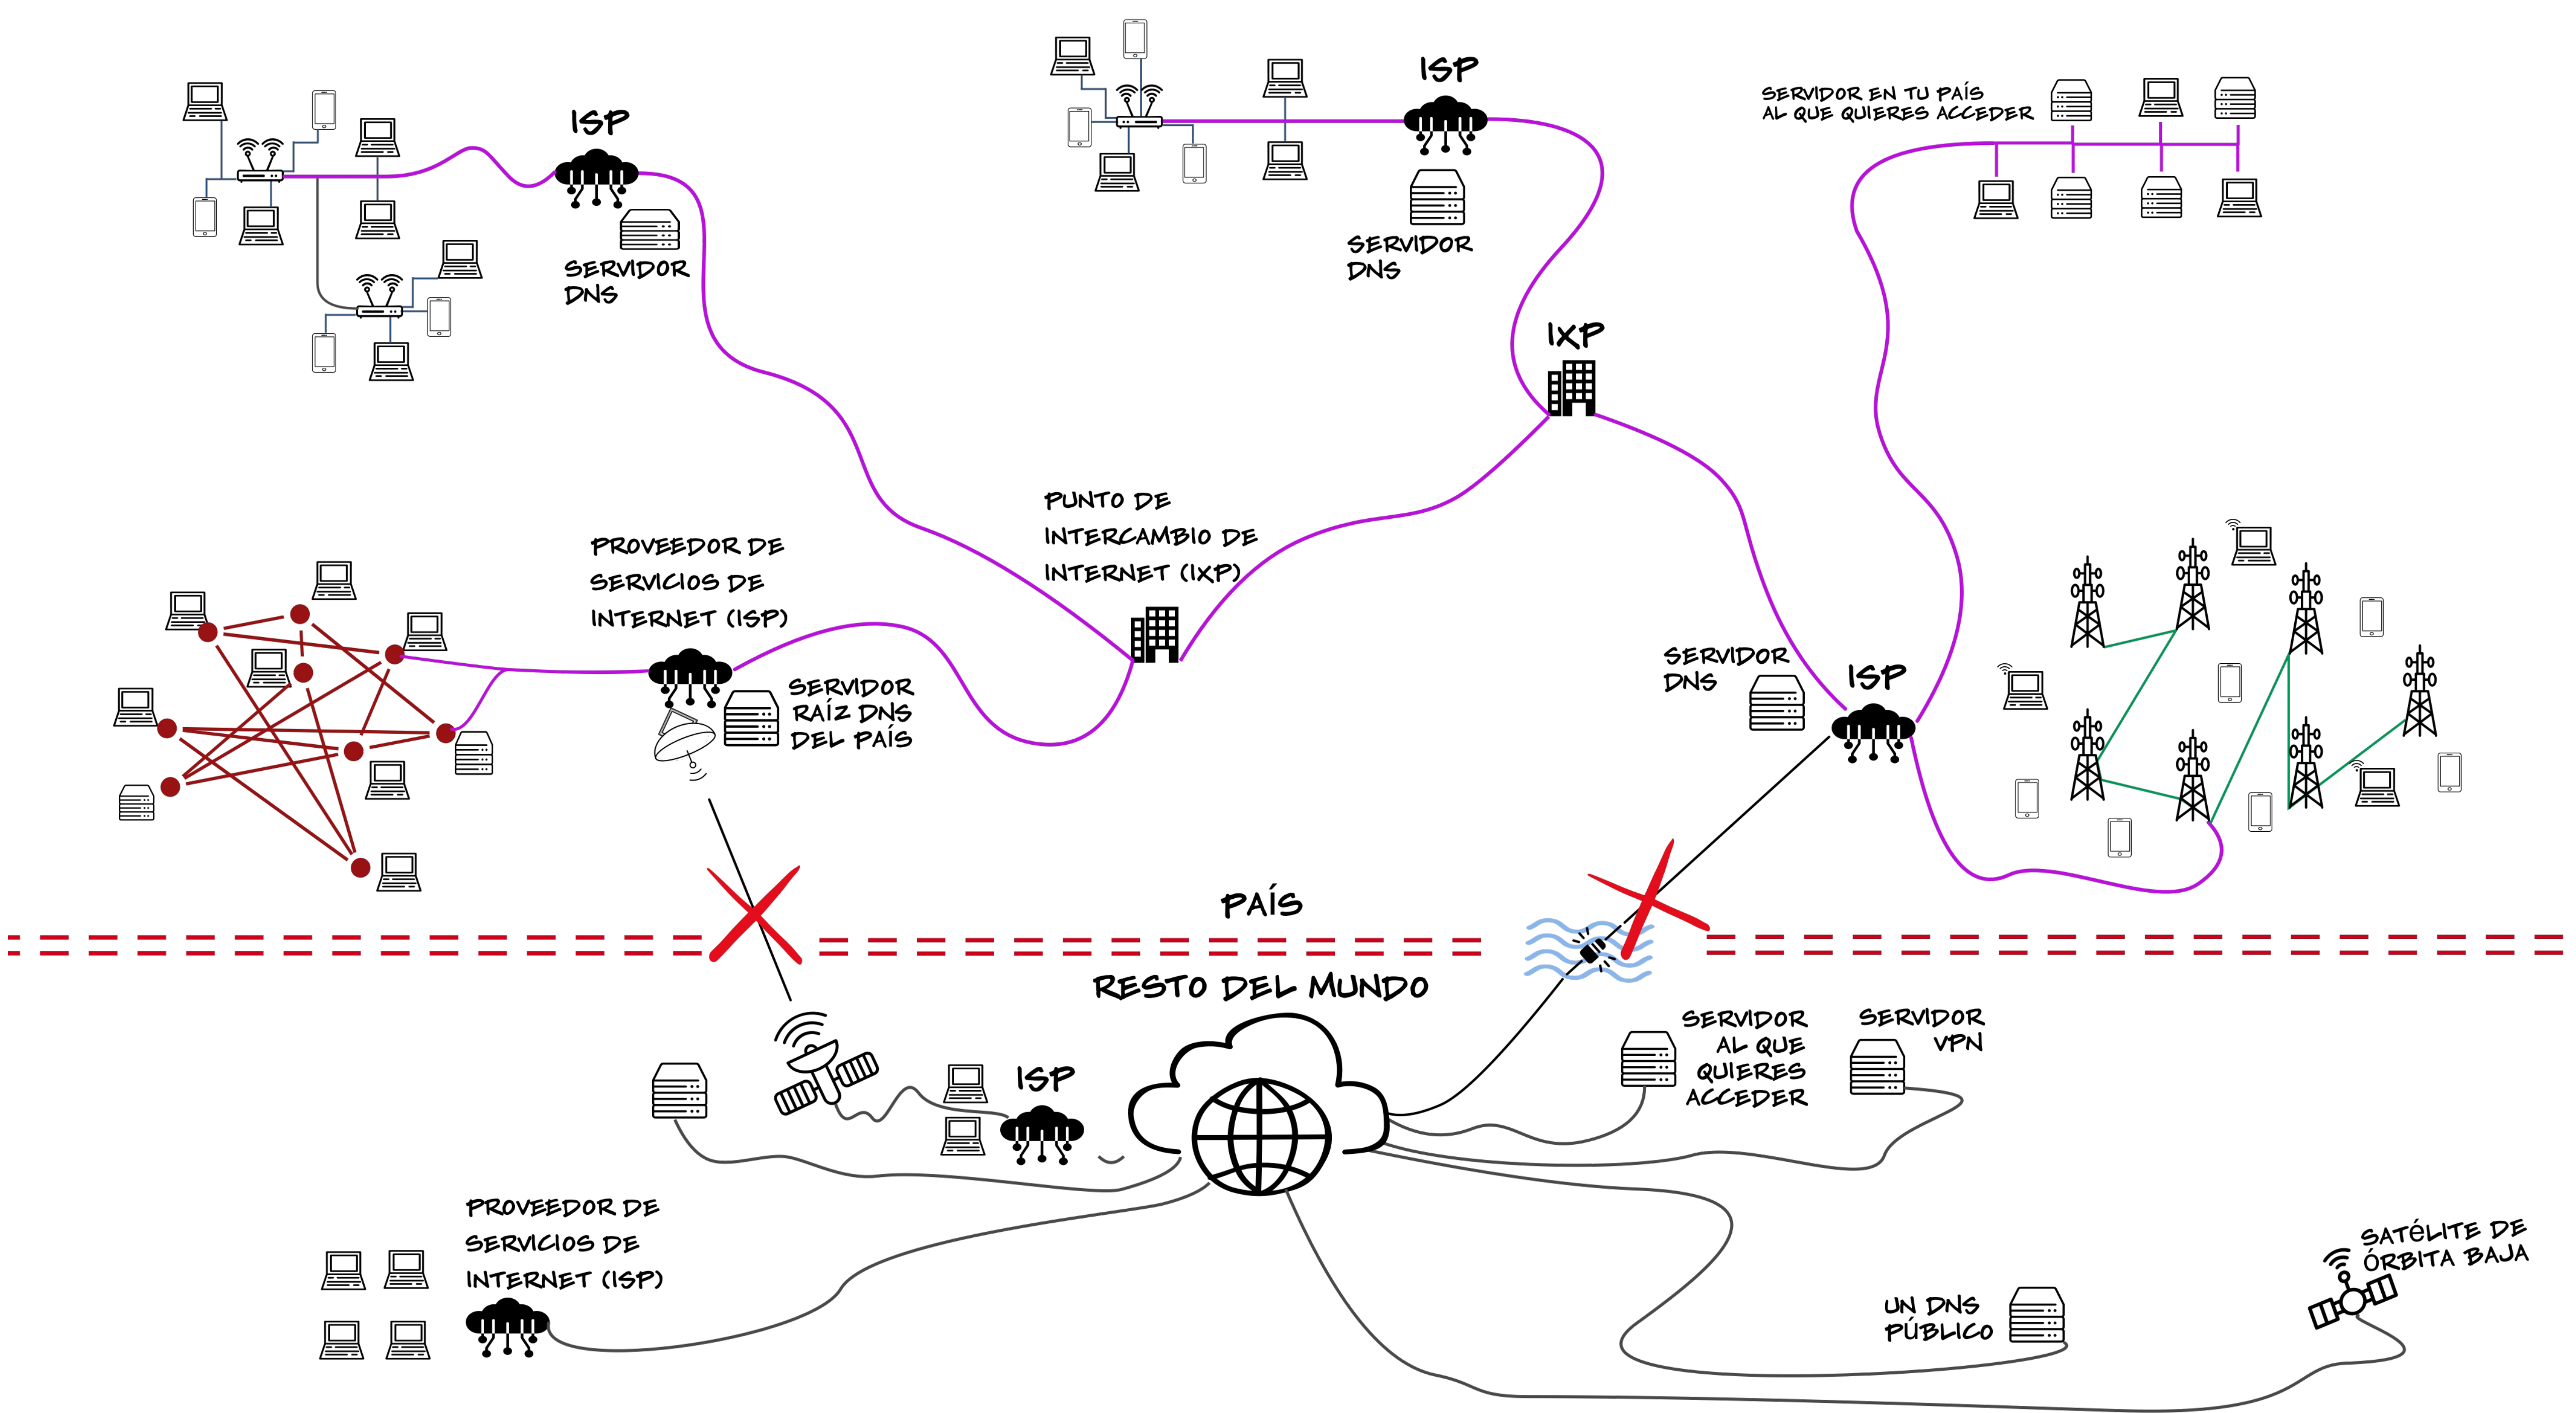 ISP
SERVIDOR
DNS
ISP
SERVIDOR
DNS
SERVIDOR EN TU PAÍS
AL QUE QUIERES ACCEDER
IXP
PUNTO DE
INTERCAMBIO DE
INTERNET (IXP)
PROVEEDOR DE
SERVICIOS DE
INTERNET (ISP)
SERVIDOR
RAÍZ DNS
DEL PAÍS
SERVIDOR
DNS
ISP
PAÍS
RESTO DEL MUNDO
ISP
SERVIDOR
AL QUE
QUIERES
ACCEDER
SERVIDOR
VPN
PROVEEDOR DE
SERVICIOS DE
INTERNET (ISP)
UN DNS
PÚBLICO
SATÉLITE DE
ÓRBITA BAJA